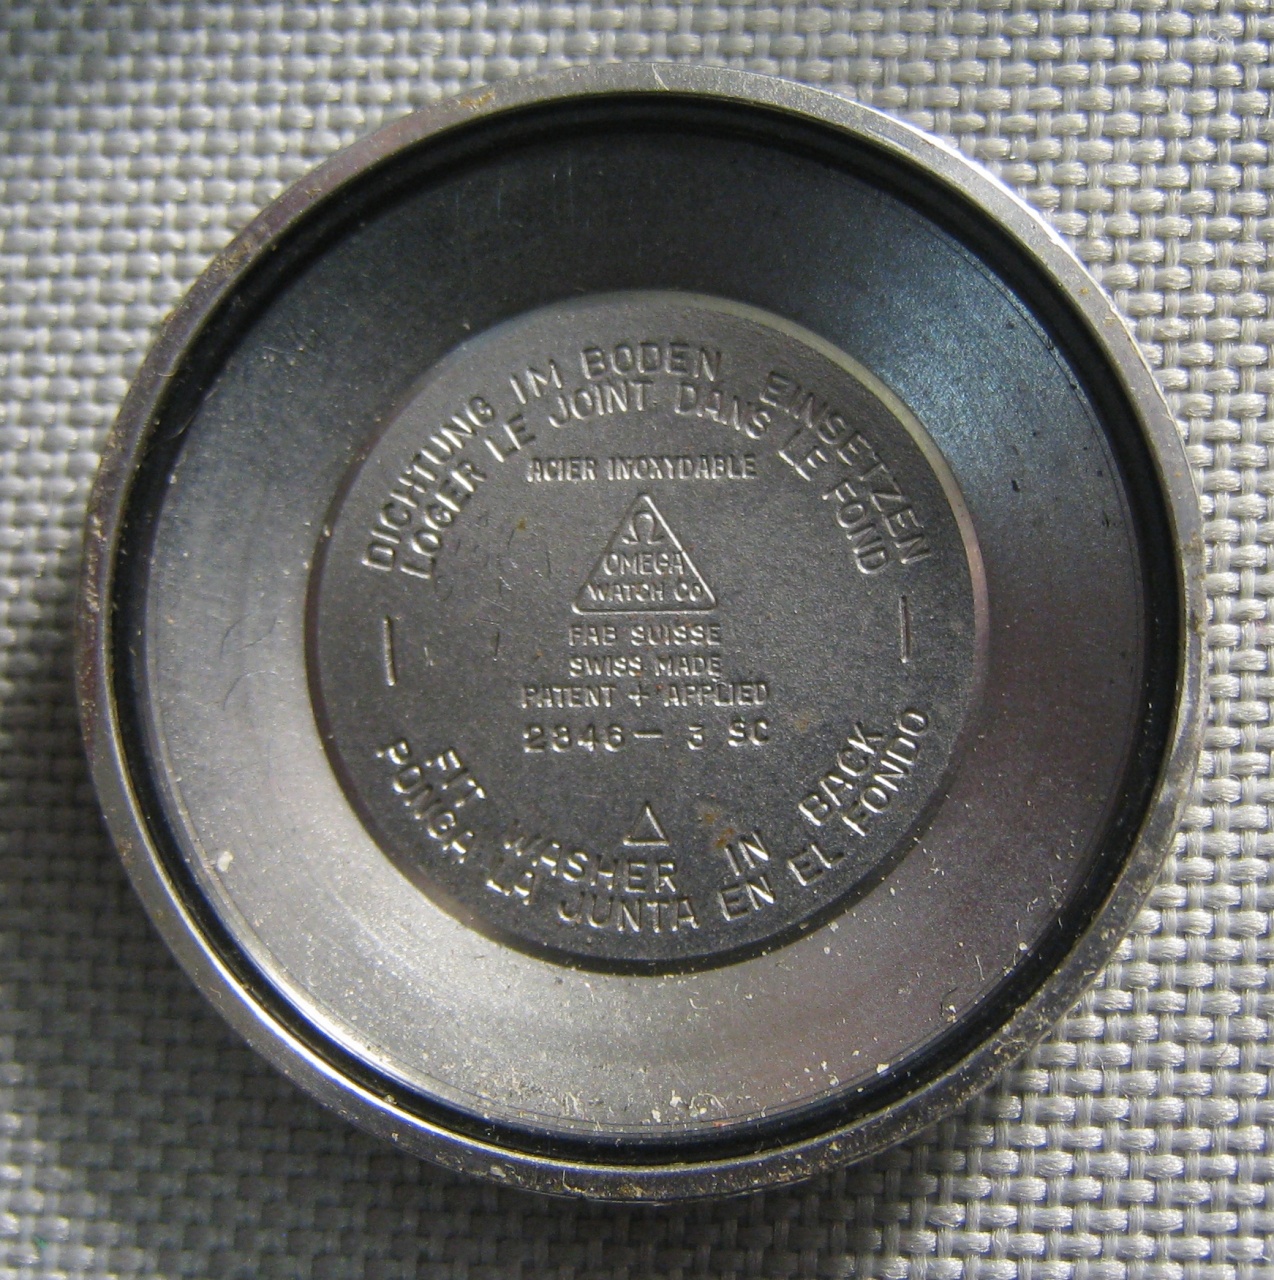 DICHTUNG IM BODEN EINSETZEN
LOGER LE JOINT DANS LE FOND
ACIER INOXYDABLE
Ω
OMEGA
WATCH CO
FAB SUISSE
SWISS MADE
PATENT + APPLIED
2846 – 3 SC
FIT WASHER IN BACK
PONGA LA JUNTA EN EL FONDO